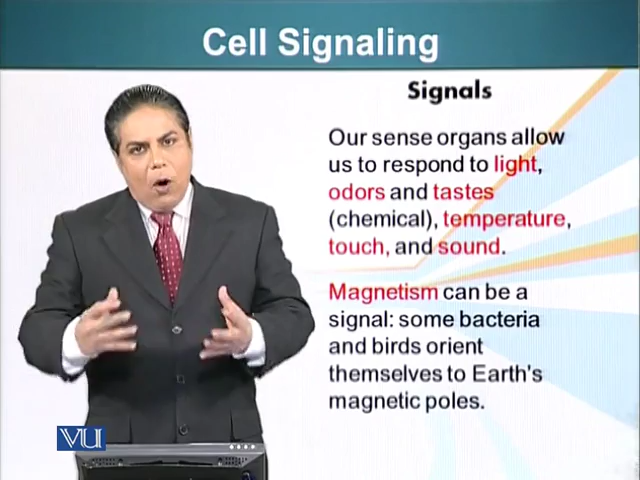 Cell Signaling
Signals
Our sense organs allow
us to respond to light,
odors and tastes
(chemical), temperature,
touch, and sound.
Magnetism can be a
signal: some bacteria
and birds orient
themselves to Earth's
magnetic poles.
VU